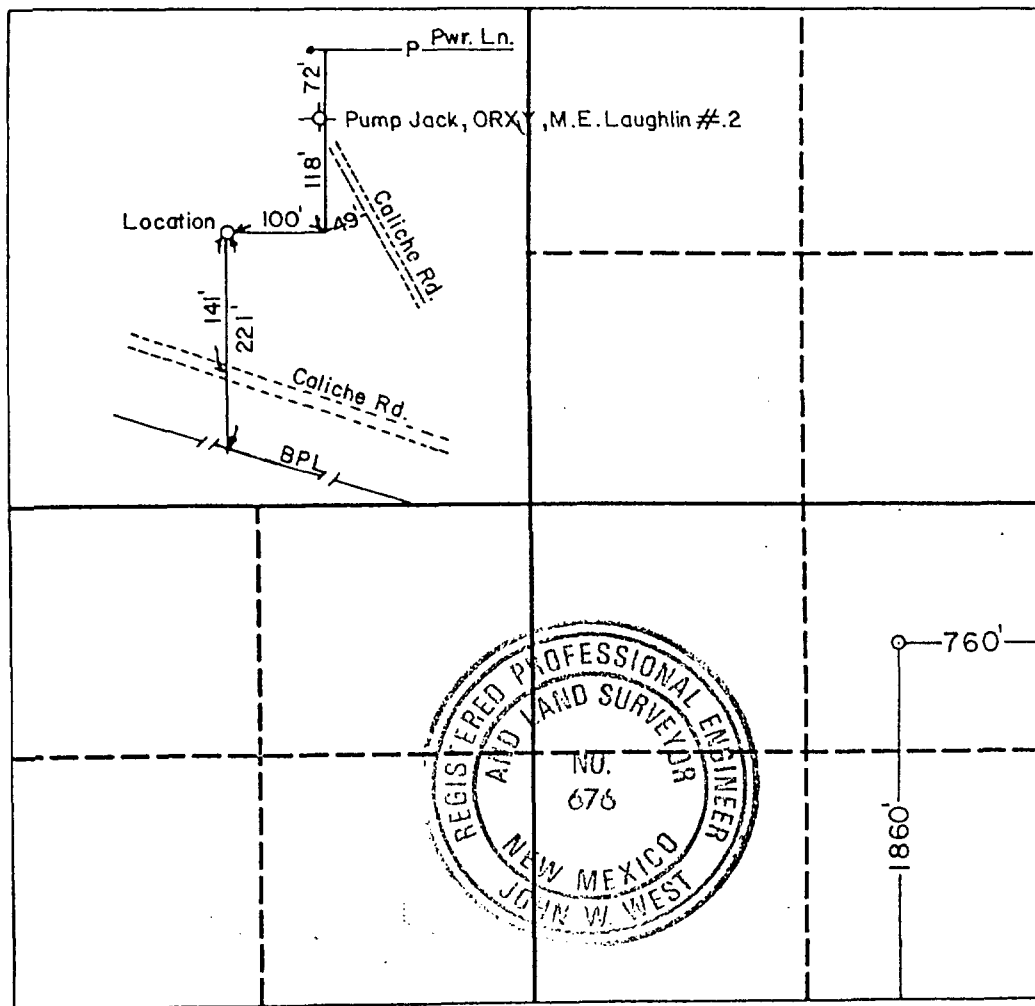 P Pwr. Ln.
72'
Pump Jack, ORXY, M.E. Laughlin #.2
118'
Caliche Rd.
Location
100'
49'
141'
221'
Caliche Rd.
BPL
760'
1860'
REGISTERED PROFESSIONAL ENGINEER
AND LAND SURVEYOR
NO.
676
NEW MEXICO
JOHN W. WEST